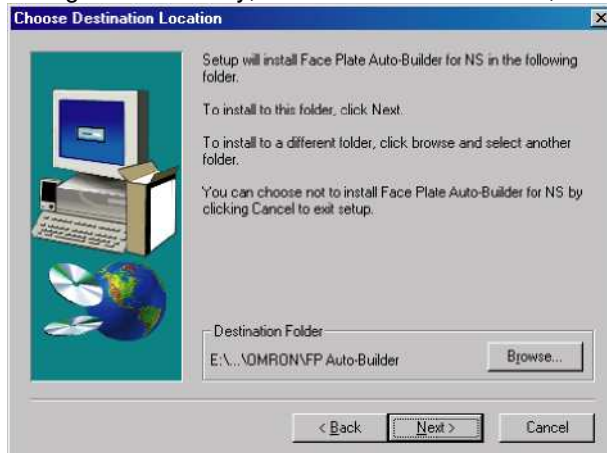 Choose Destination Location
Setup will install Face Plate Auto-Builder for NS in the following
folder.
To install to this folder, click Next.
To install to a different folder, click browse and select another
folder.
You can choose not to install Face Plate Auto-Builder for NS by
clicking Cancel to exit setup.
Destination Folder
E:\...\OMRON\FP Auto-Builder
Browse...
< Back
Next >
Cancel